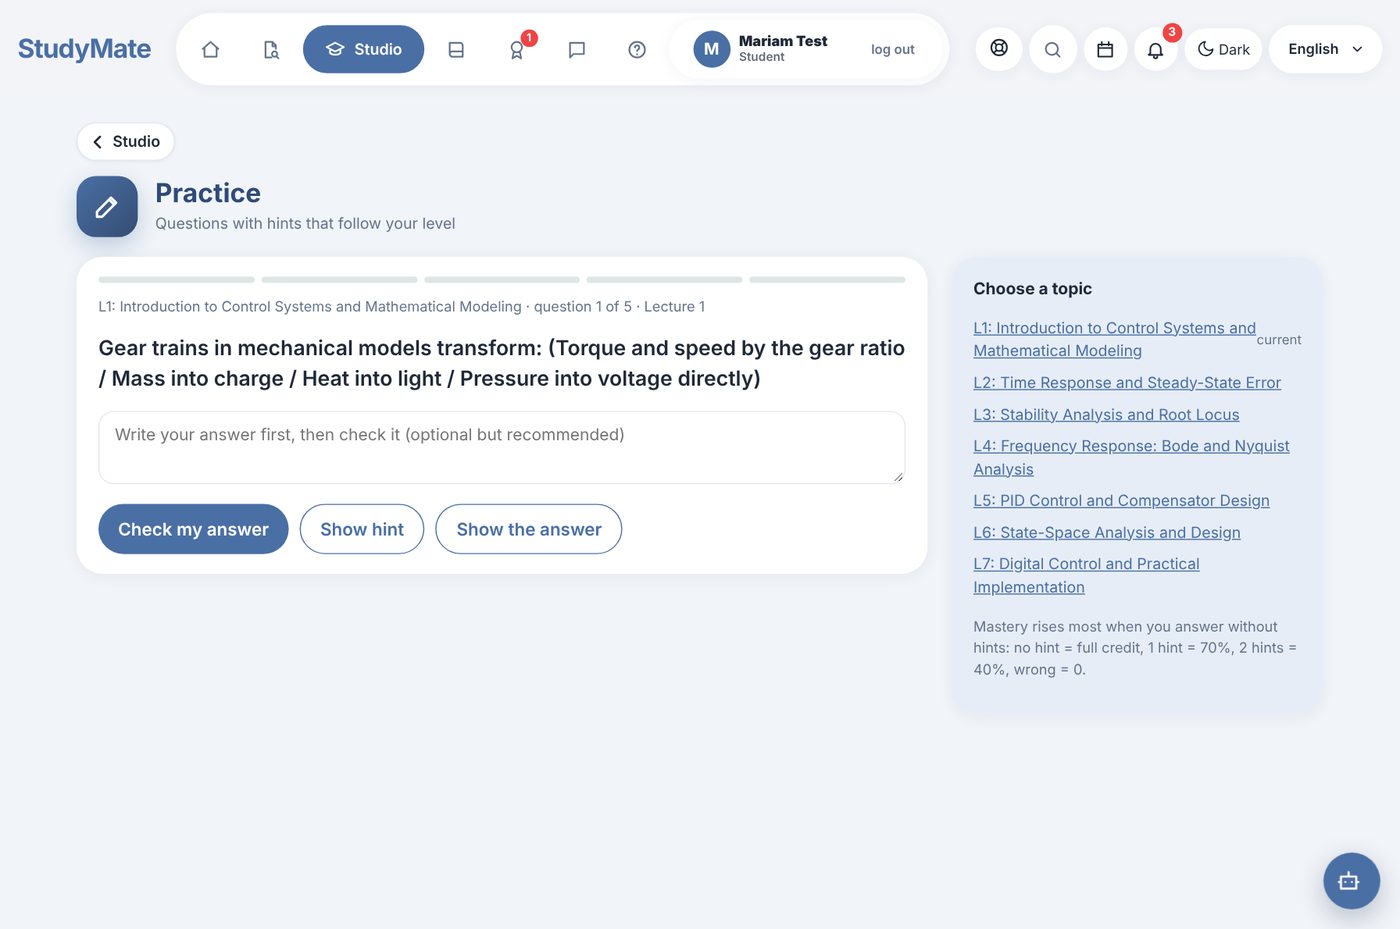 StudyMate
Studio
1
M
Mariam Test
Student
log out
3
Dark
English
Studio
Practice
Questions with hints that follow your level
L1: Introduction to Control Systems and Mathematical Modeling · question 1 of 5 · Lecture 1
Gear trains in mechanical models transform: (Torque and speed by the gear ratio
/ Mass into charge / Heat into light / Pressure into voltage directly)
Write your answer first, then check it (optional but recommended)
Check my answer
Show hint
Show the answer
Choose a topic
L1: Introduction to Control Systems and
Mathematical Modeling
current
L2: Time Response and Steady-State Error
L3: Stability Analysis and Root Locus
L4: Frequency Response: Bode and Nyquist
Analysis
L5: PID Control and Compensator Design
L6: State-Space Analysis and Design
L7: Digital Control and Practical
Implementation
Mastery rises most when you answer without
hints: no hint = full credit, 1 hint = 70%, 2 hints =
40%, wrong = 0.